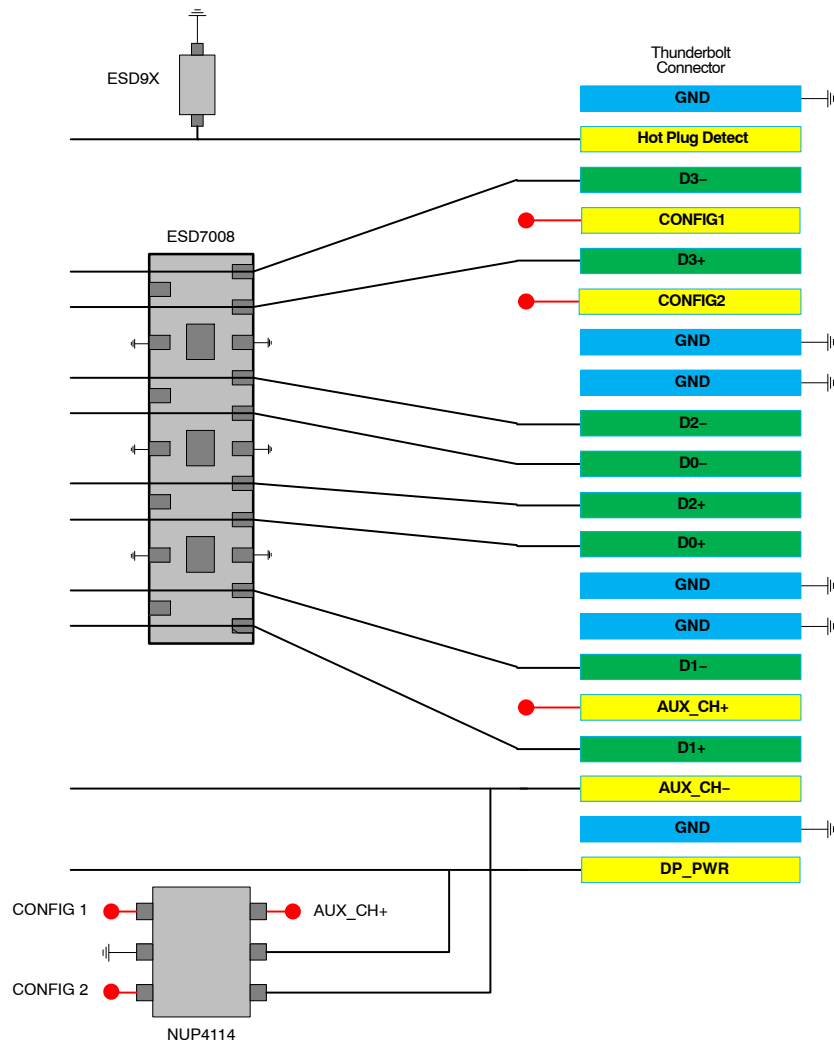 Thunderbolt
Connector
ESD9X
GND
Hot Plug Detect
D3−
CONFIG1
ESD7008
D3+
CONFIG2
GND
GND
D2−
D0−
D2+
D0+
GND
GND
D1−
AUX_CH+
D1+
AUX_CH−
GND
DP_PWR
CONFIG 1
AUX_CH+
CONFIG 2
NUP4114